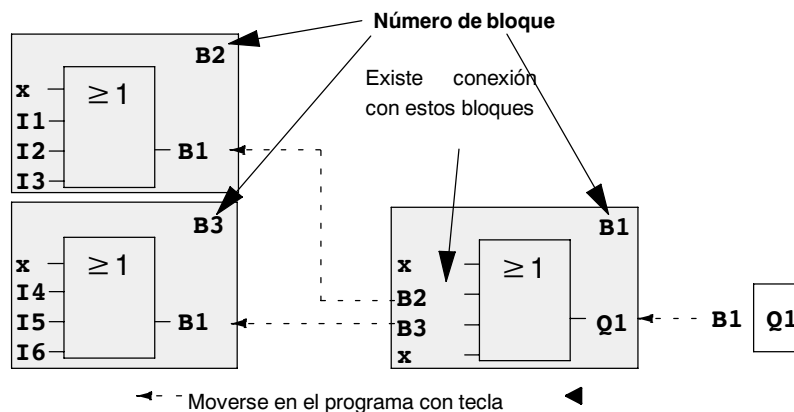 Número de bloque
B2
Existe conexión
con estos bloques
x
≥1
I1
I2
B1
I3
B3
x
≥1
I4
I5
B1
I6
B1
x
≥1
B2
B3
Q1
x
B1
Q1
Moverse en el programa con tecla